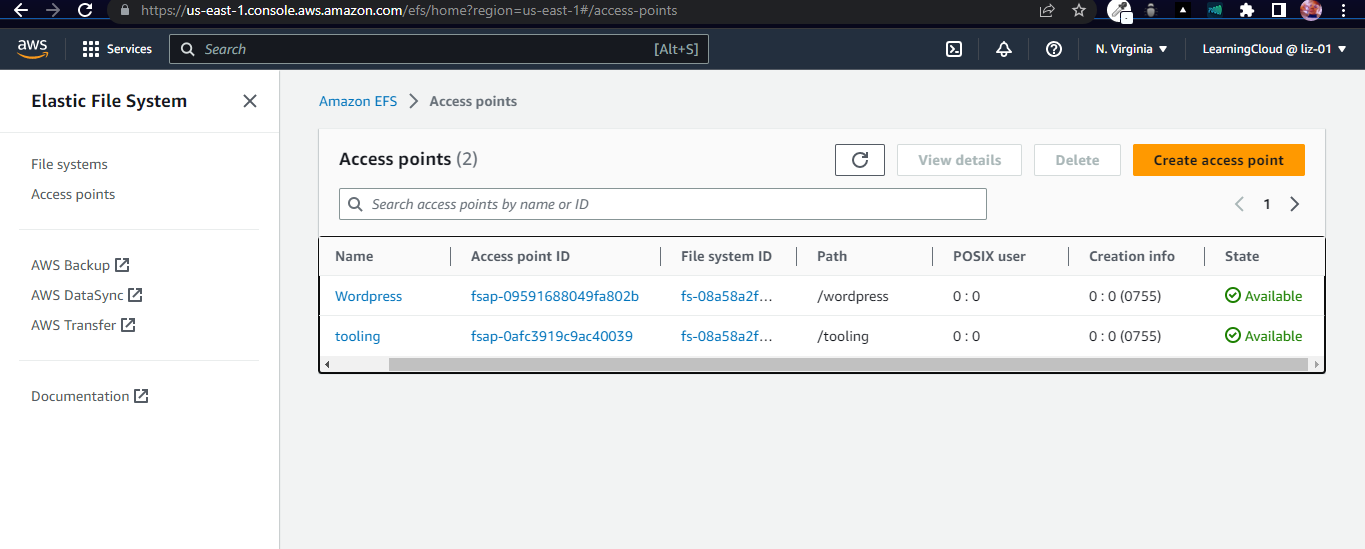 https://us-east-1.console.aws.amazon.com/efs/home?region=us-east-1#/access-points
aws Services Search [Alt+S] N. Virginia LearningCloud @ liz-01
Elastic File System
File systems
Access points
AWS Backup
AWS DataSync
AWS Transfer
Documentation
Amazon EFS Access points
Access points (2) View details Delete Create access point
Search access points by name or ID 1
Name Access point ID File system ID Path POSIX user Creation info State
Wordpress fsap-09591688049fa802b fs-08a58a2f... /wordpress 0 : 0 0 : 0 (0755) Available
tooling fsap-0afc3919c9ac40039 fs-08a58a2f... /tooling 0 : 0 0 : 0 (0755) Available